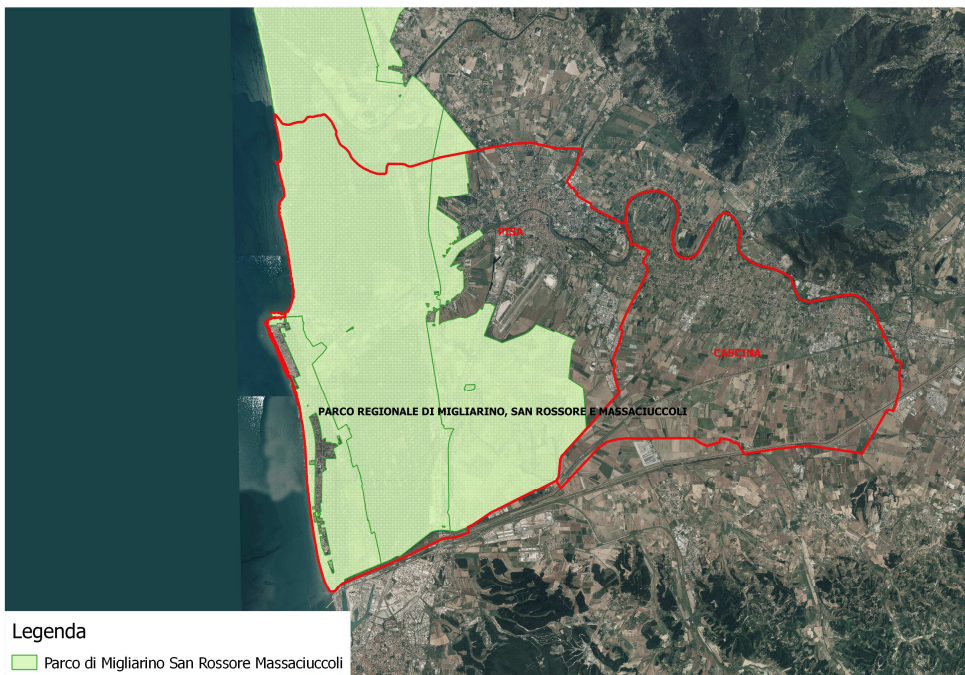 PISA
CASCINA
PARCO REGIONALE DI MIGLIARINO, SAN ROSSORE E MASSACIUCCOLI
Legenda
Parco di Migliarino San Rossore Massaciuccoli